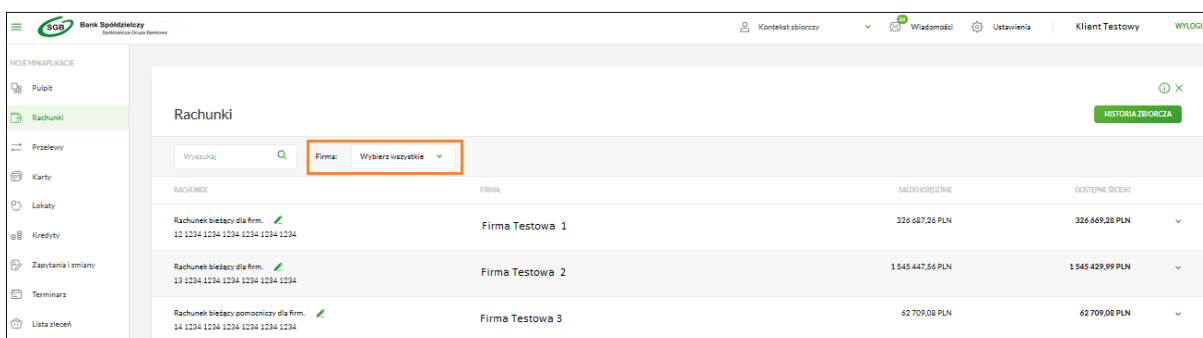 SGB Bank Spółdzielczy
Spółdzielcza Grupa Bankowa
Kontekst zbiorczy
Wiadomości
Ustawienia
Klient Testowy
WYLOGU
MOJE MINIAPLIKACJE
Pulpit
Rachunki
Przelewy
Karty
Lokaty
Kredyty
Zapytania i zmiany
Terminarz
Lista zleceń
Rachunki
HISTORIA ZBIORCZA
Wyszukaj
Firma: Wybierz wszystkie
RACHUNEK FIRMA: SALDO KSIĘGOWE DOSTĘPNE ŚRODKI
Rachunek bieżący dla firm.
12 1234 1234 1234 1234 1234 1234
Firma Testowa 1
326 687,26 PLN
326 669,28 PLN
Rachunek bieżący dla firm.
13 1234 1234 1234 1234 1234 1234
Firma Testowa 2
1 545 447,56 PLN
1 545 429,99 PLN
Rachunek bieżący pomocniczy dla firm.
14 1234 1234 1234 1234 1234 1234
Firma Testowa 3
62 709,08 PLN
62 709,08 PLN